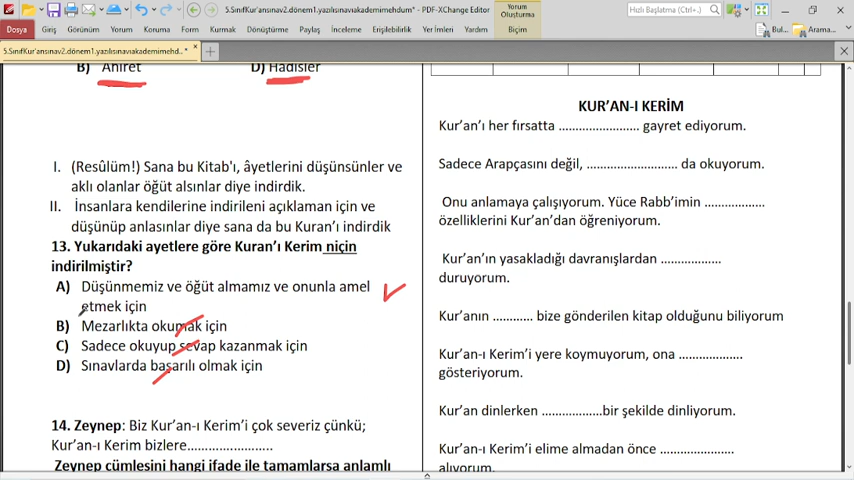 5.SınıfKur'ansınav2.dönem1.yazılısınavıakademimehdum* - PDF-XChange Editor
Yorum
Oluşturma
Hızlı Başlatma (Ctrl+.)
Dosya
Giriş
Görünüm
Yorum
Koruma
Form
Kurmak
Dönüştürme
Paylaş
İnceleme
Erişilebilirlik
Yer İmleri
Yardım
Biçim
Bul...
Arama...
5.SınıfKur'ansınav2.dönem1.yazılısınavıakademimehd.. *
B) Ahiret
D) Hadisler
I. (Resûlüm!) Sana bu Kitab'ı, âyetlerini düşünsünler ve
aklı olanlar öğüt alsınlar diye indirdik.
II. İnsanlara kendilerine indirileni açıklaman için ve
düşünüp anlasınlar diye sana da bu Kuran’ı indirdik
13. Yukarıdaki ayetlere göre Kuran’ı Kerim niçin
indirilmiştir?
A) Düşünmemiz ve öğüt almamız ve onunla amel
etmek için
B) Mezarlıkta okumak için
C) Sadece okuyup sevap kazanmak için
D) Sınavlarda başarılı olmak için
14. Zeynep: Biz Kur’an-ı Kerim’i çok severiz çünkü;
Kur’an-ı Kerim bizlere........................
Zeynep cümlesini hangi ifade ile tamamlarsa anlamlı
KUR’AN-I KERİM
Kur’an’ı her fırsatta ........................ gayret ediyorum.
Sadece Arapçasını değil, ........................... da okuyorum.
Onu anlamaya çalışıyorum. Yüce Rabb’imin ..................
özelliklerini Kur’an’dan öğreniyorum.
Kur’an’ın yasakladığı davranışlardan ..................
duruyorum.
Kur’anın ............ bize gönderilen kitap olduğunu biliyorum
Kur’an-ı Kerim’i yere koymuyorum, ona ...................
gösteriyorum.
Kur’an dinlerken ..................bir şekilde dinliyorum.
Kur’an-ı Kerim’i elime almadan önce ......................
alıyorum.